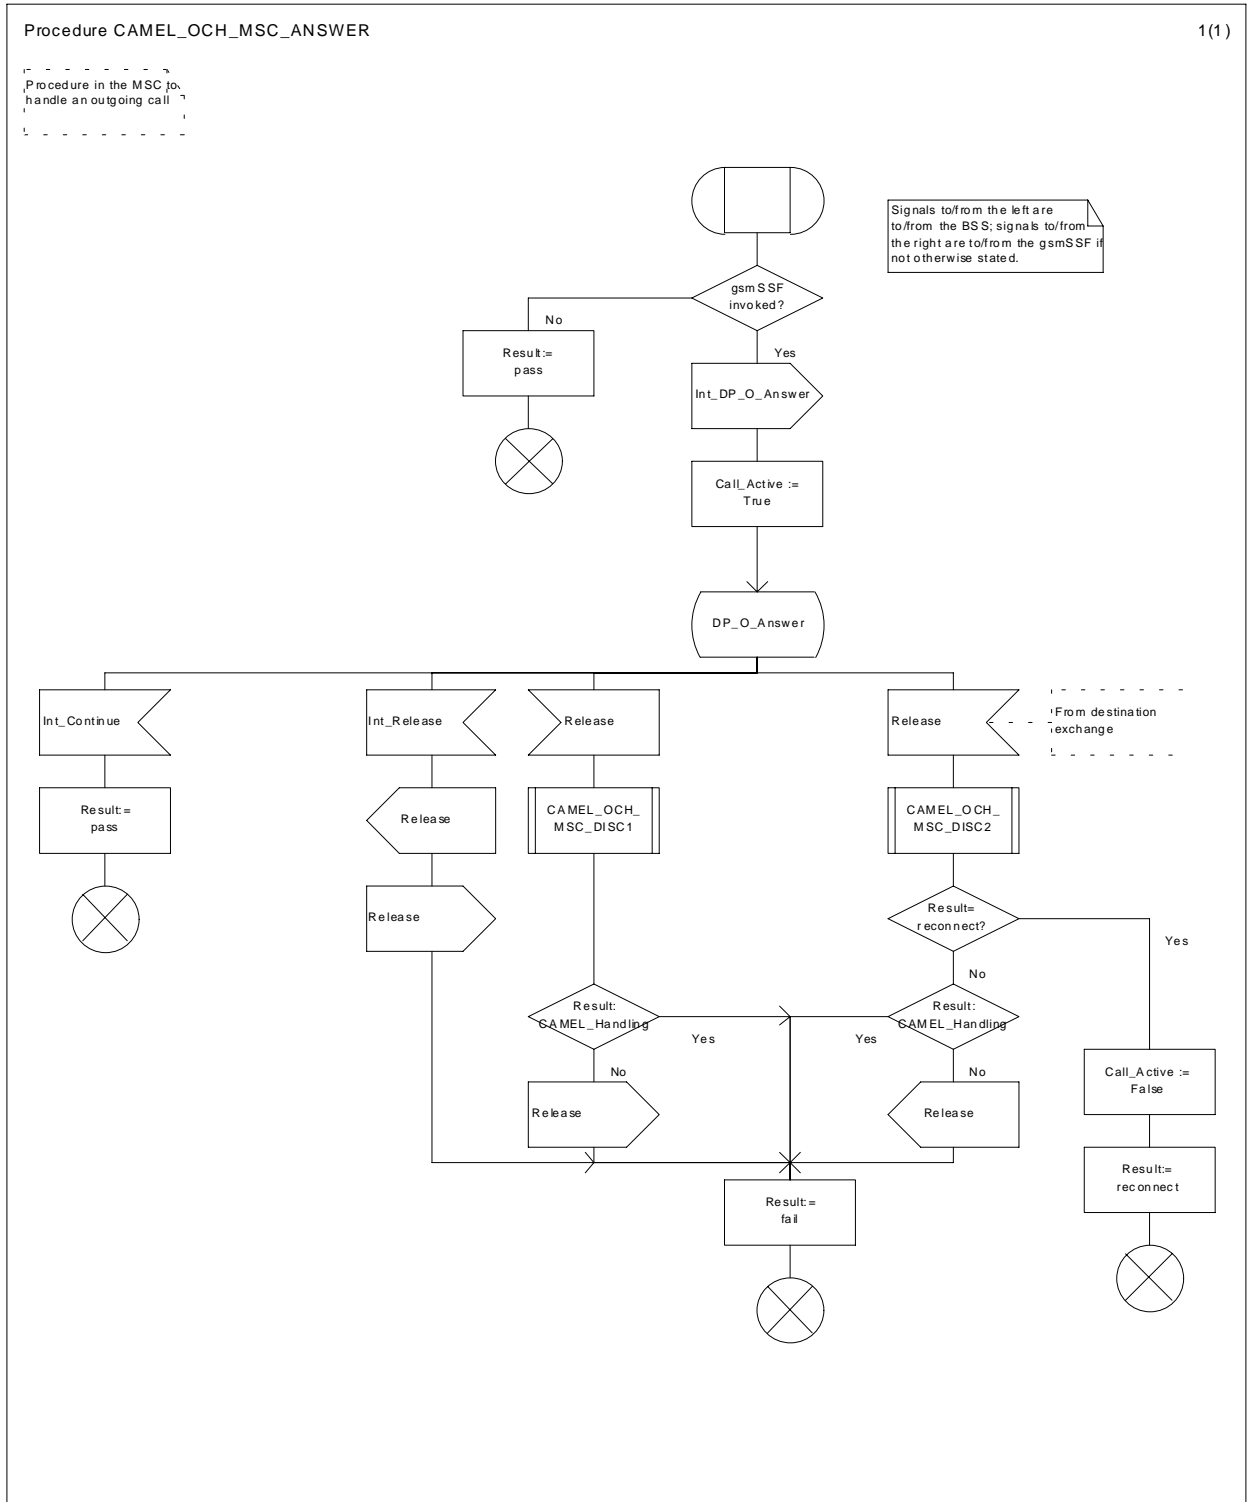 Procedure CAMEL_OCH_MSC_ANSWER
1(1)
Procedure in the MSC to
handle an outgoing call
Signals to/from the left are
to/from the BSS; signals to/from
the right are to/from the gsmSSF if
not otherwise stated.
gsmSSF
invoked?
No
Yes
Result:=
pass
Int_DP_O_Answer
Call_Active :=
True
DP_O_Answer
Int_Continue
Int_Release
Release
Release
From destination
exchange
Result:=
pass
Release
CAMEL_OCH_
MSC_DISC1
CAMEL_OCH_
MSC_DISC2
Release
Result=
reconnect?
Yes
No
Result:
CAMEL_Handling
Yes
Yes
Result:
CAMEL_Handling
No
No
Call_Active :=
False
Release
Release
Result:=
reconnect
Result:=
fail